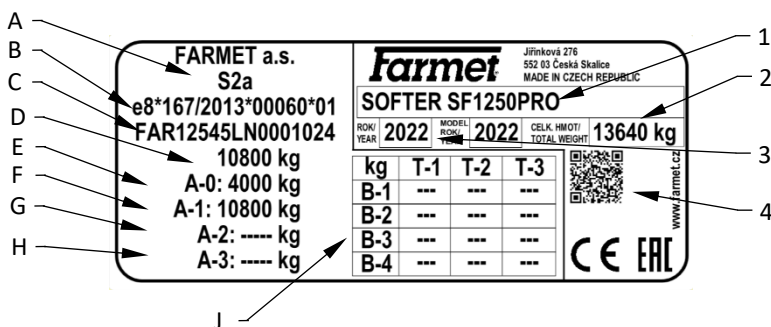 A
B
C
D
E
F
G
H
I
FARMET a.s.
S2a
e8*167/2013*00060*01
FAR12545LN0001024
10800 kg
A-0: 4000 kg
A-1: 10800 kg
A-2: ----- kg
A-3: ----- kg
Farmet
Jiřinková 276
552 03 Česká Skalice
MADE IN CZECH REPUBLIC
SOFTER SF1250PRO
ROK/ YEAR 2022 MODEL ROK/ YEAR 2022 CELK. HMOT/ TOTAL WEIGHT 13640 kg
kg T-1 T-2 T-3
B-1 --- --- ---
B-2 --- --- ---
B-3 --- --- ---
B-4 --- --- ---
www.farmet.cz
CE EAC
1
2
3
4